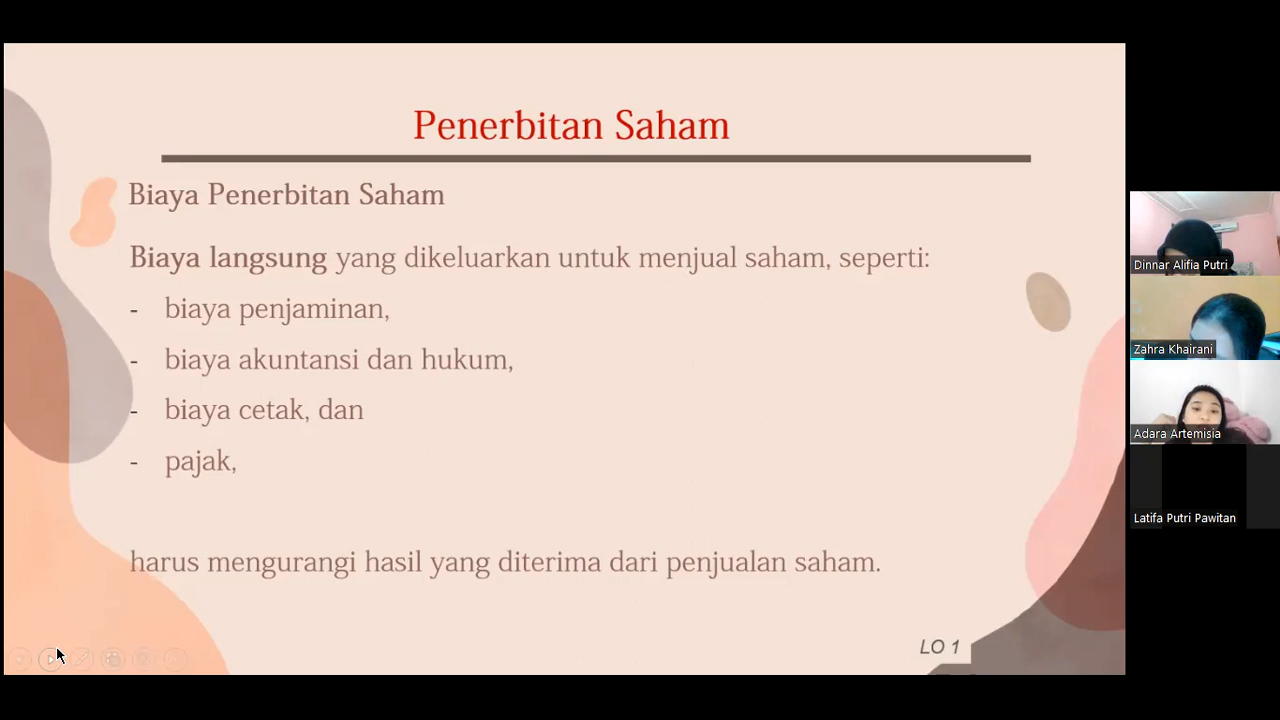 Penerbitan Saham
Biaya Penerbitan Saham
Biaya langsung yang dikeluarkan untuk menjual saham, seperti:
- biaya penjaminan,
- biaya akuntansi dan hukum,
- biaya cetak, dan
- pajak,
harus mengurangi hasil yang diterima dari penjualan saham.
LO 1
Dinnar Alifia Putri
Zahra Khairani
Adara Artemisia
Latifa Putri Pawitan